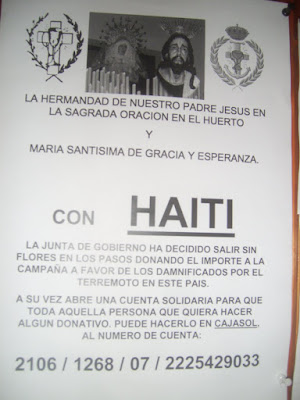 LA HERMANDAD DE NUESTRO PADRE JESUS EN
LA SAGRADA ORACION EN EL HUERTO
Y
MARIA SANTISIMA DE GRACIA Y ESPERANZA.
CON HAITI
LA JUNTA DE GOBIERNO HA DECIDIDO SALIR SIN
FLORES EN LOS PASOS DONANDO EL IMPORTE A LA
CAMPAÑA A FAVOR DE LOS DAMNIFICADOS POR EL
TERREMOTO EN ESTE PAIS.
A SU VEZ ABRE UNA CUENTA SOLIDARIA PARA QUE
TODA AQUELLA PERSONA QUE QUIERA HACER
ALGUN DONATIVO. PUEDE HACERLO EN CAJASOL,
AL NUMERO DE CUENTA:
2106 / 1268 / 07 / 2225429033